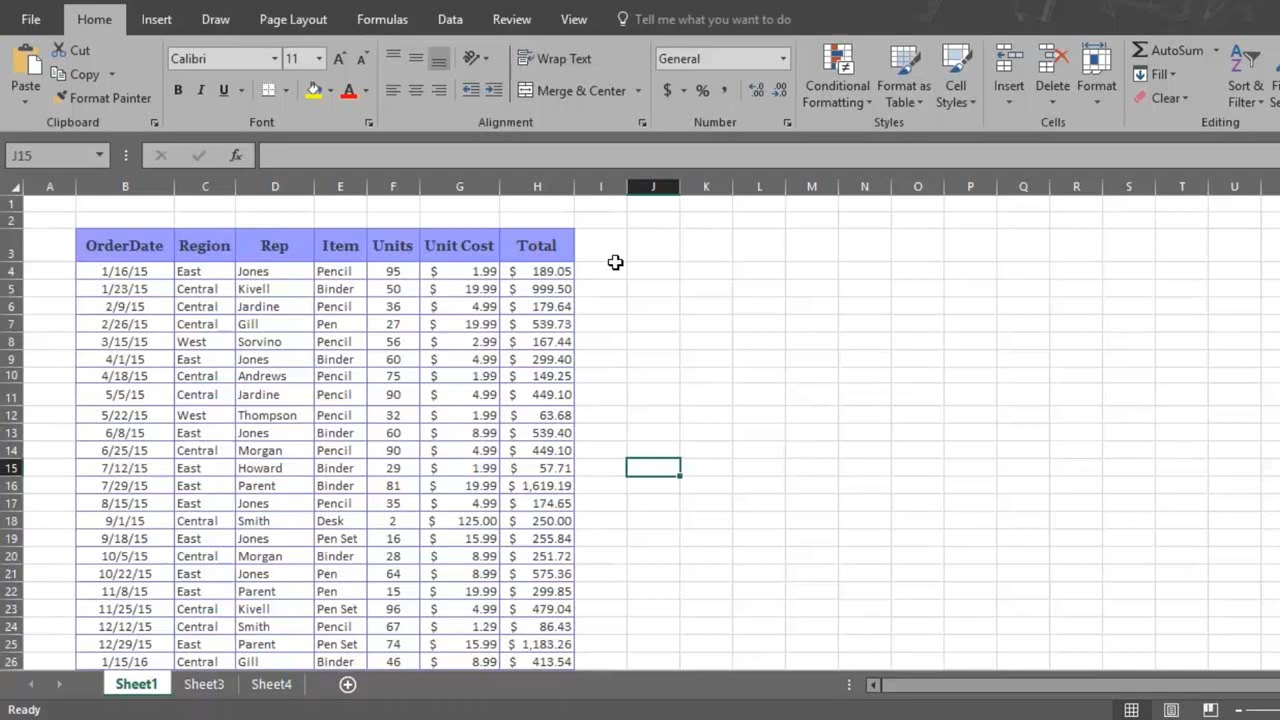 File Home Insert Draw Page Layout Formulas Data Review View Tell me what you want to do
Cut
Copy
Format Painter
Paste
Clipboard
Calibri 11 A A
B I U A
Font
Wrap Text
Merge & Center
Alignment
General
$ % , .00 .00
Number
Conditional Formatting
Format as Table
Cell Styles
Styles
Insert Delete Format
Cells
AutoSum
Fill
Clear
Sort & Filter
Editing
J15 fx
A B C D E F G H I J K L M N O P Q R S T U
1
2
3 OrderDate Region Rep Item Units Unit Cost Total
4 1/16/15 East Jones Pencil 95 $ 1.99 $ 189.05
5 1/23/15 Central Kivell Binder 50 $ 19.99 $ 999.50
6 2/9/15 Central Jardine Pencil 36 $ 4.99 $ 179.64
7 2/26/15 Central Gill Pen 27 $ 19.99 $ 539.73
8 3/15/15 West Sorvino Pencil 56 $ 2.99 $ 167.44
9 4/1/15 East Jones Binder 60 $ 4.99 $ 299.40
10 4/18/15 Central Andrews Pencil 75 $ 1.99 $ 149.25
11 5/5/15 Central Jardine Pencil 90 $ 4.99 $ 449.10
12 5/22/15 West Thompson Pencil 32 $ 1.99 $ 63.68
13 6/8/15 East Jones Binder 60 $ 8.99 $ 539.40
14 6/25/15 Central Morgan Pencil 90 $ 4.99 $ 449.10
15 7/12/15 East Howard Binder 29 $ 1.99 $ 57.71
16 7/29/15 East Parent Binder 81 $ 19.99 $ 1,619.19
17 8/15/15 East Jones Pencil 35 $ 4.99 $ 174.65
18 9/1/15 Central Smith Desk 2 $ 125.00 $ 250.00
19 9/18/15 East Jones Pen Set 16 $ 15.99 $ 255.84
20 10/5/15 Central Morgan Binder 28 $ 8.99 $ 251.72
21 10/22/15 East Jones Pen 64 $ 8.99 $ 575.36
22 11/8/15 East Parent Pen 15 $ 19.99 $ 299.85
23 11/25/15 Central Kivell Pen Set 96 $ 4.99 $ 479.04
24 12/12/15 Central Smith Pencil 67 $ 1.29 $ 86.43
25 12/29/15 East Parent Pen Set 74 $ 15.99 $ 1,183.26
26 1/15/16 Central Gill Binder 46 $ 8.99 $ 413.54
Sheet1 Sheet3 Sheet4
Ready